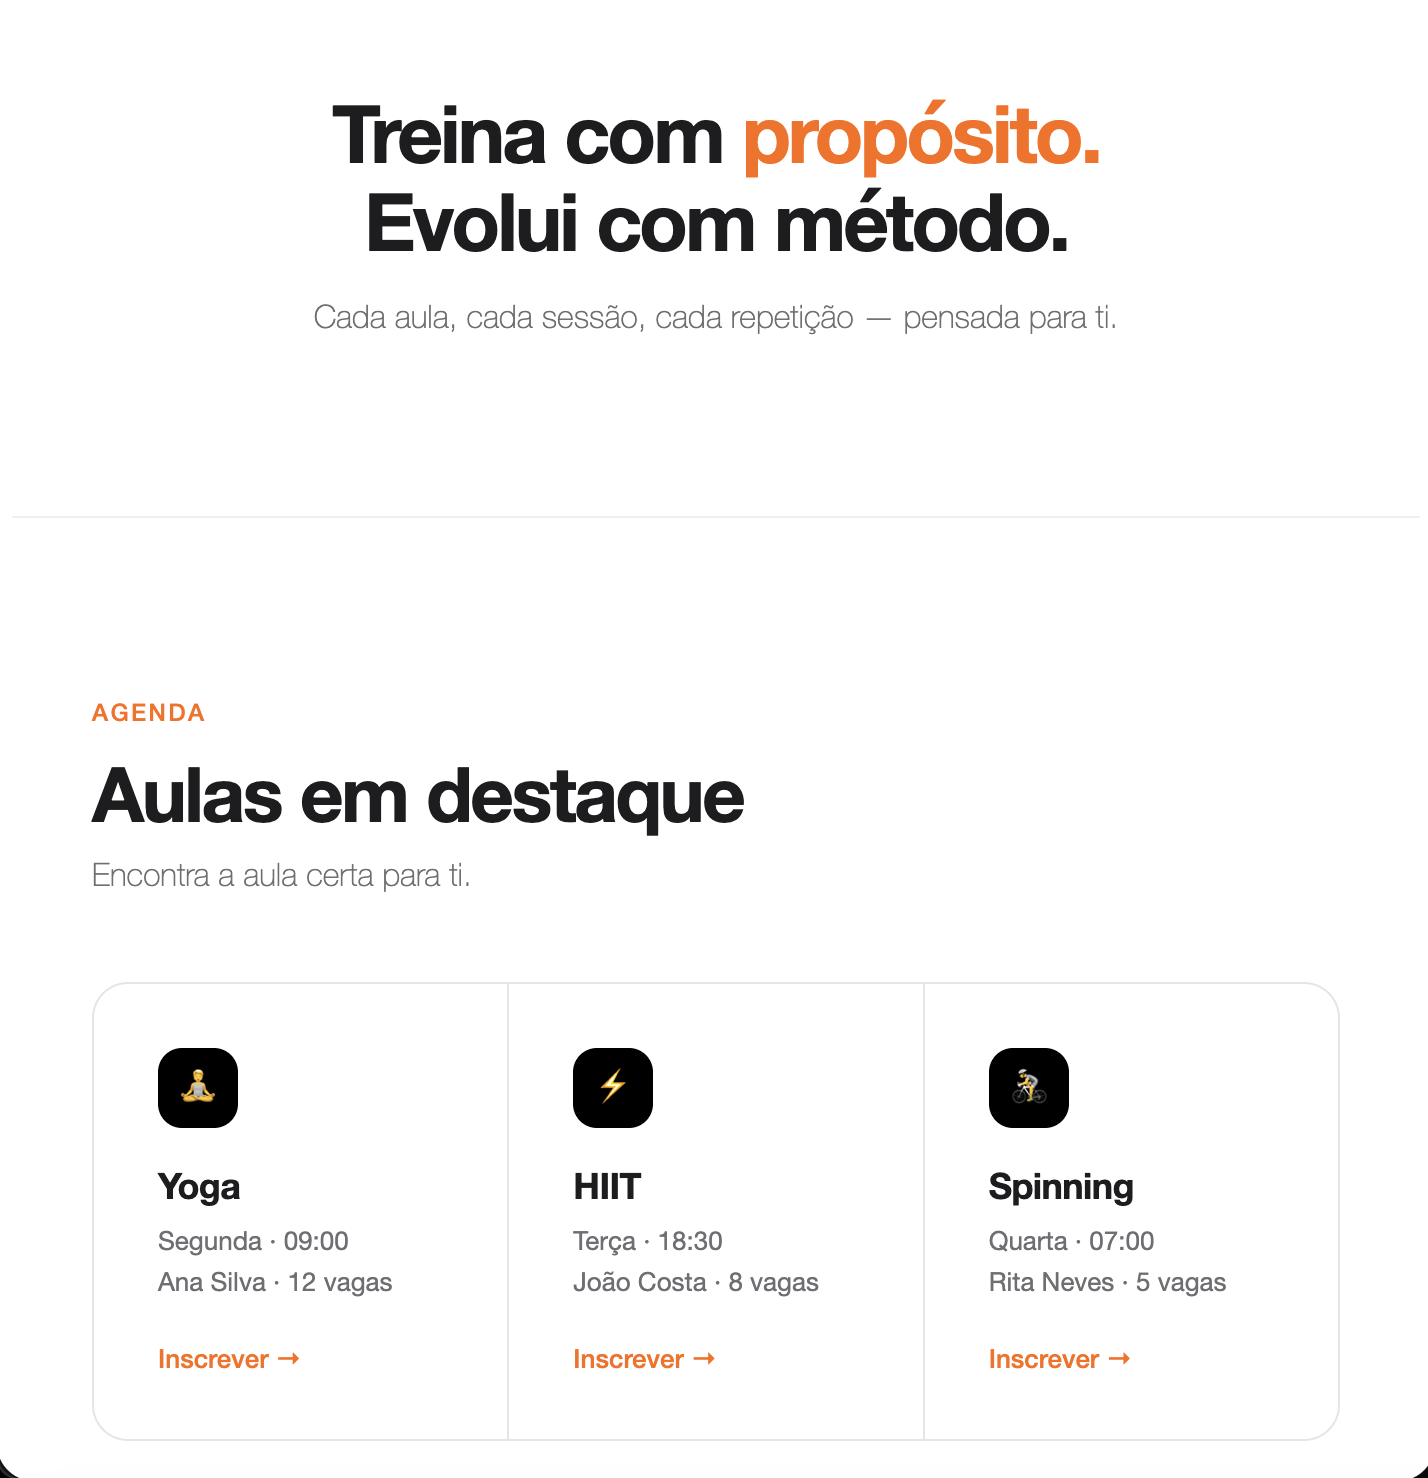 Treina com propósito.
Evolui com método.
Cada aula, cada sessão, cada repetição — pensada para ti.
AGENDA
Aulas em destaque
Encontra a aula certa para ti.
Yoga
Segunda · 09:00
Ana Silva · 12 vagas
Inscrever →
HIIT
Terça · 18:30
João Costa · 8 vagas
Inscrever →
Spinning
Quarta · 07:00
Rita Neves · 5 vagas
Inscrever →